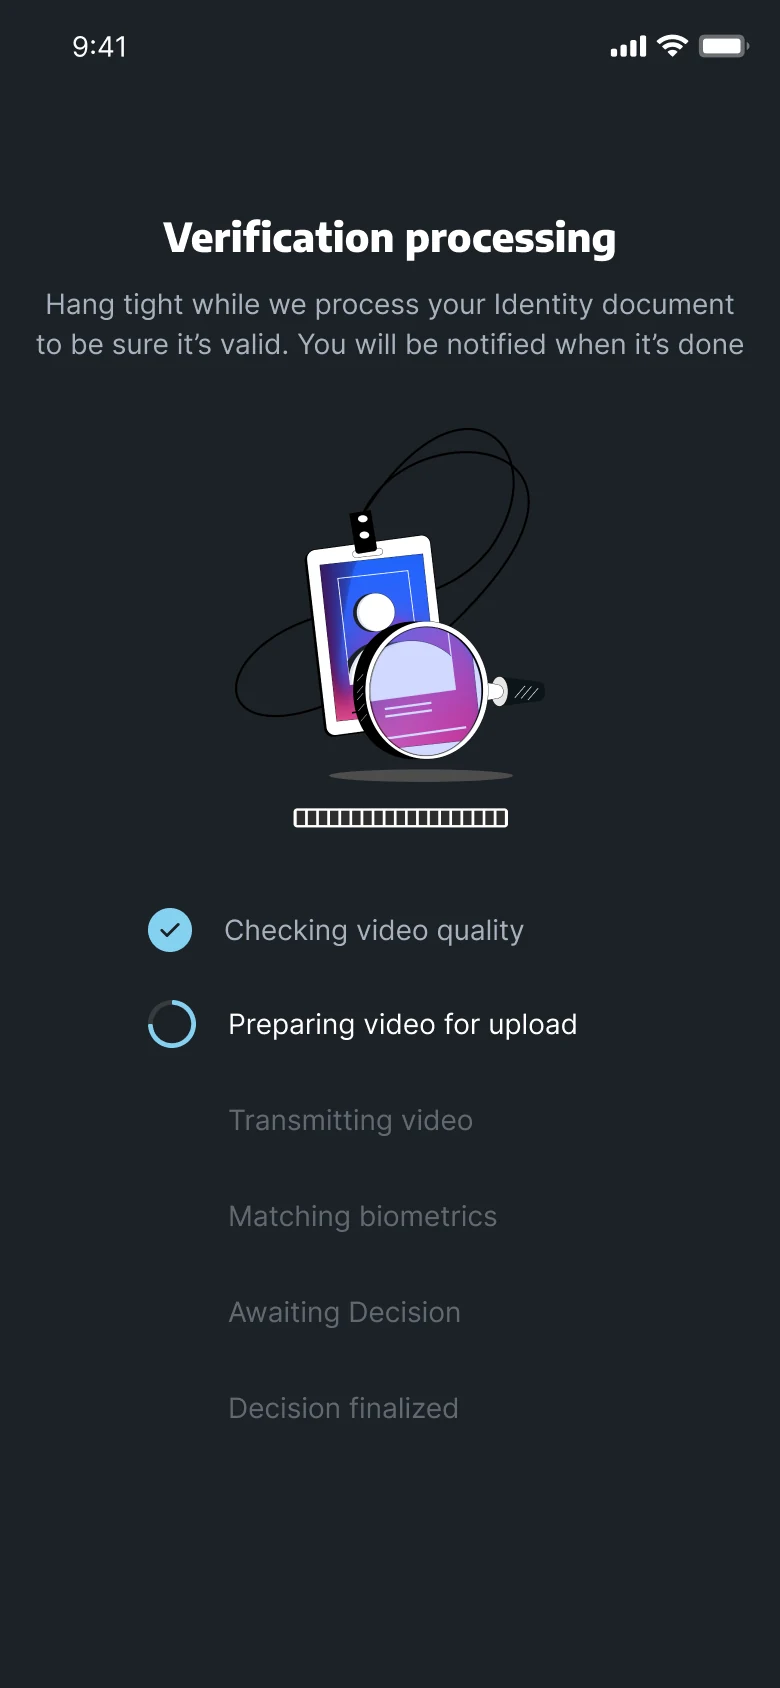 9:41
Verification processing
Hang tight while we process your Identity document
to be sure it’s valid. You will be notified when it’s done
Checking video quality
Preparing video for upload
Transmitting video
Matching biometrics
Awaiting Decision
Decision finalized